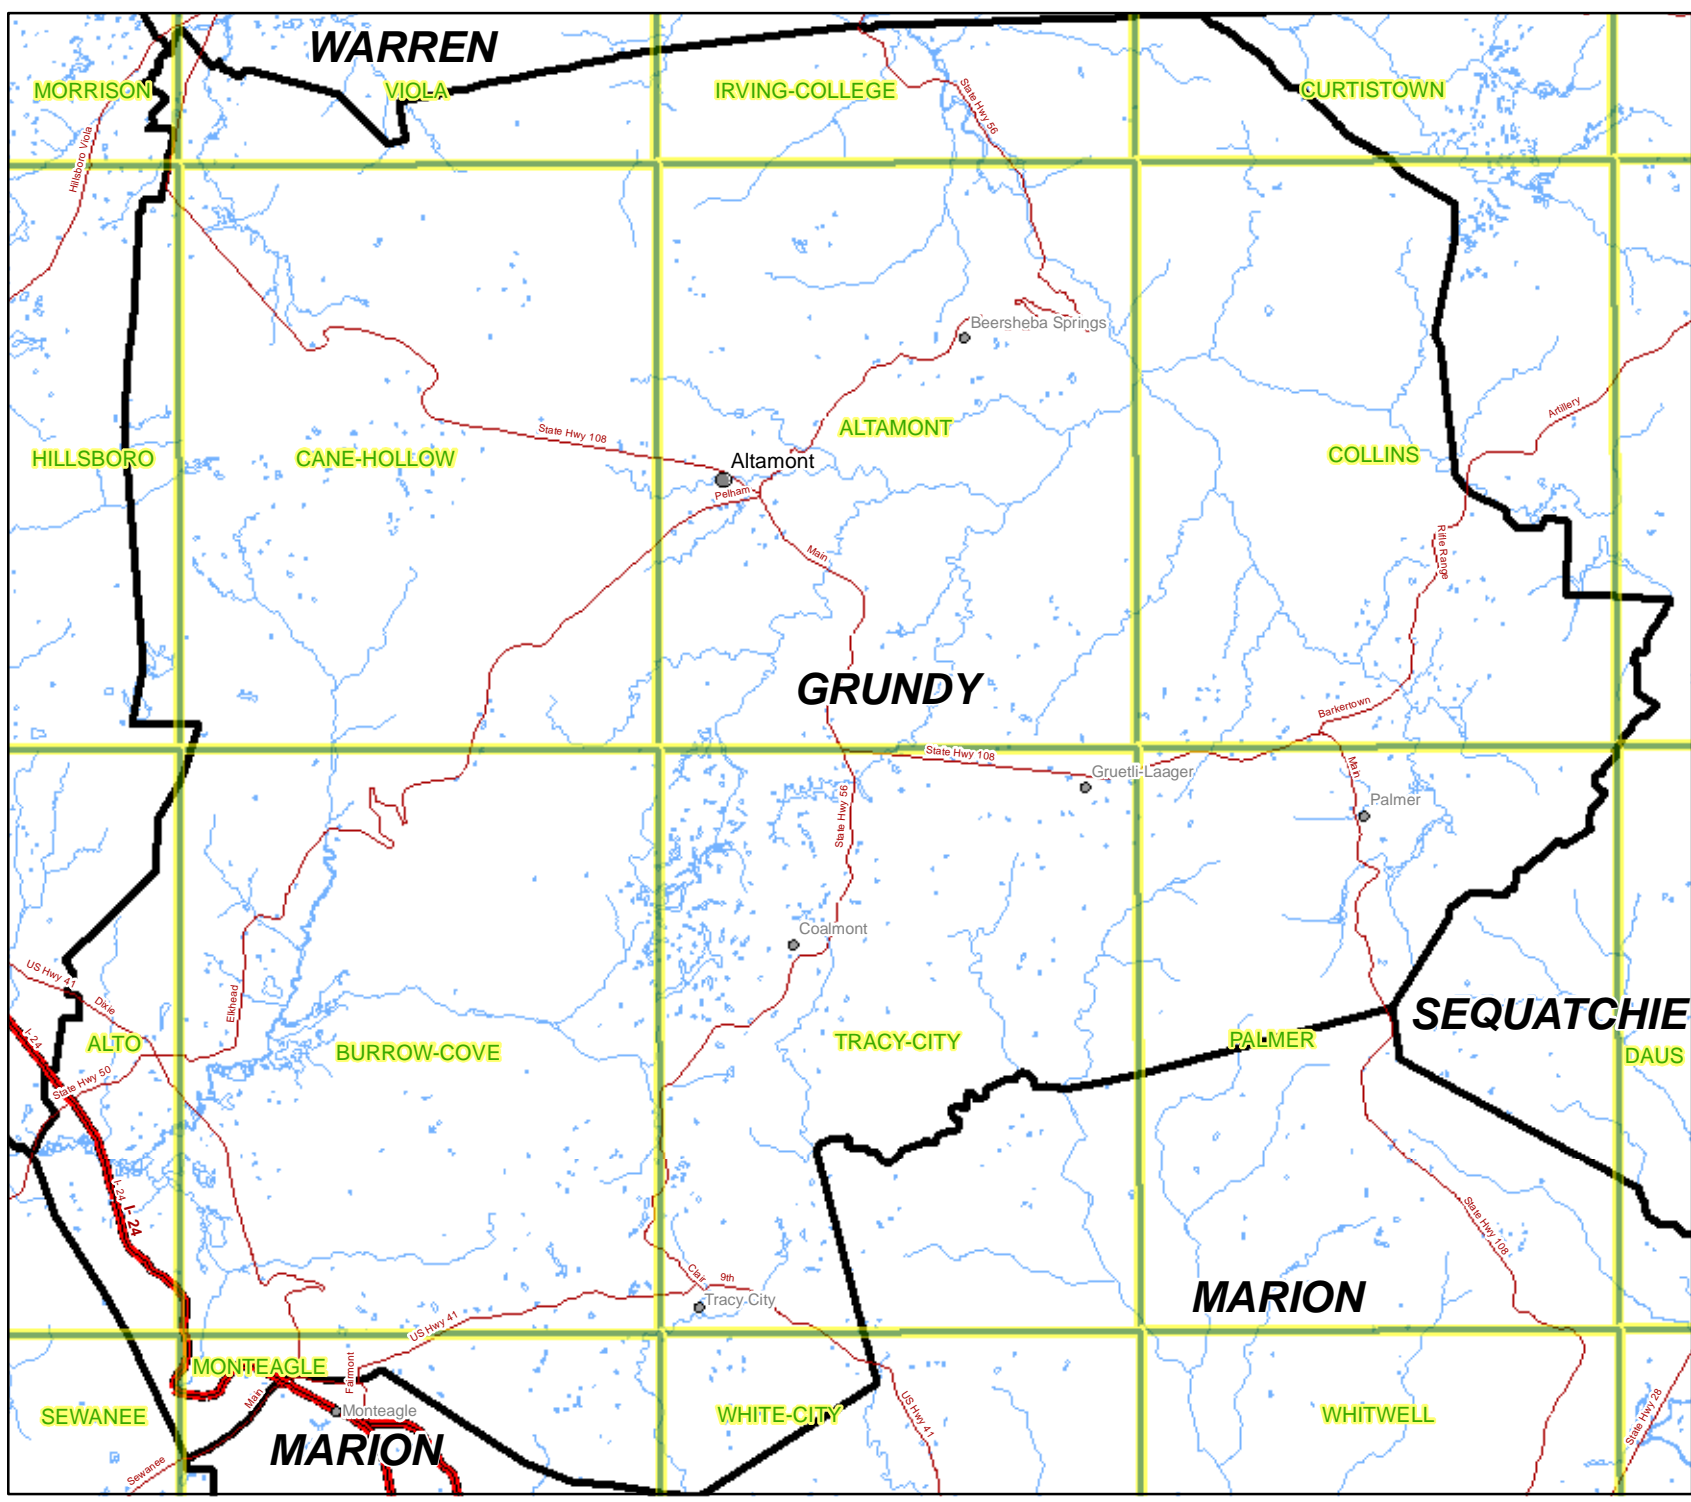 WARREN
MORRISON
VIOLA
IRVING-COLLEGE
CURTISTOWN
State Hwy 56
Hillsboro Viola
Beersheba Springs
Artillery
ALTAMONT
State Hwy 108
HILLSBORO
CANE-HOLLOW
COLLINS
Altamont
Pelham
Main
Rifle Range
GRUNDY
Barkertown
State Hwy 108
Gruetli-Laager
Main
Palmer
State Hwy 56
Coalmont
US Hwy 41
Dixie
Elkhead
SEQUATCHIE
I- 24
ALTO
BURROW-COVE
TRACY-CITY
PALMER
DAUS
State Hwy 50
I- 24
I- 24
State Hwy 108
Clair
9th
MARION
Tracy City
US Hwy 41
MONTEAGLE
Fairmont
Main
SEWANEE
Monteagle
WHITE-CITY
US Hwy 41
WHITWELL
State Hwy 28
MARION
Sewanee